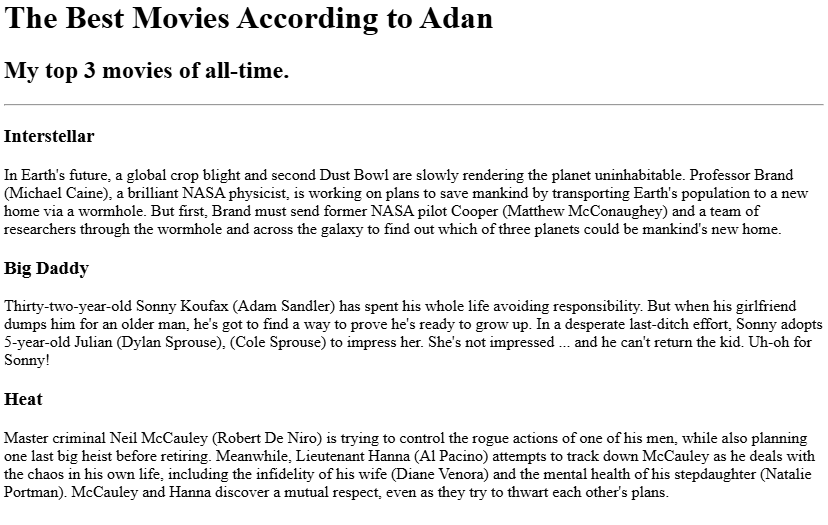 The Best Movies According to Adan
My top 3 movies of all-time.
Interstellar
In Earth's future, a global crop blight and second Dust Bowl are slowly rendering the planet uninhabitable. Professor Brand
(Michael Caine), a brilliant NASA physicist, is working on plans to save mankind by transporting Earth's population to a new
home via a wormhole. But first, Brand must send former NASA pilot Cooper (Matthew McConaughey) and a team of
researchers through the wormhole and across the galaxy to find out which of three planets could be mankind's new home.
Big Daddy
Thirty-two-year-old Sonny Koufax (Adam Sandler) has spent his whole life avoiding responsibility. But when his girlfriend
dumps him for an older man, he's got to find a way to prove he's ready to grow up. In a desperate last-ditch effort, Sonny adopts
5-year-old Julian (Dylan Sprouse), (Cole Sprouse) to impress her. She's not impressed ... and he can't return the kid. Uh-oh for
Sonny!
Heat
Master criminal Neil McCauley (Robert De Niro) is trying to control the rogue actions of one of his men, while also planning
one last big heist before retiring. Meanwhile, Lieutenant Hanna (Al Pacino) attempts to track down McCauley as he deals with
the chaos in his own life, including the infidelity of his wife (Diane Venora) and the mental health of his stepdaughter (Natalie
Portman). McCauley and Hanna discover a mutual respect, even as they try to thwart each other's plans.